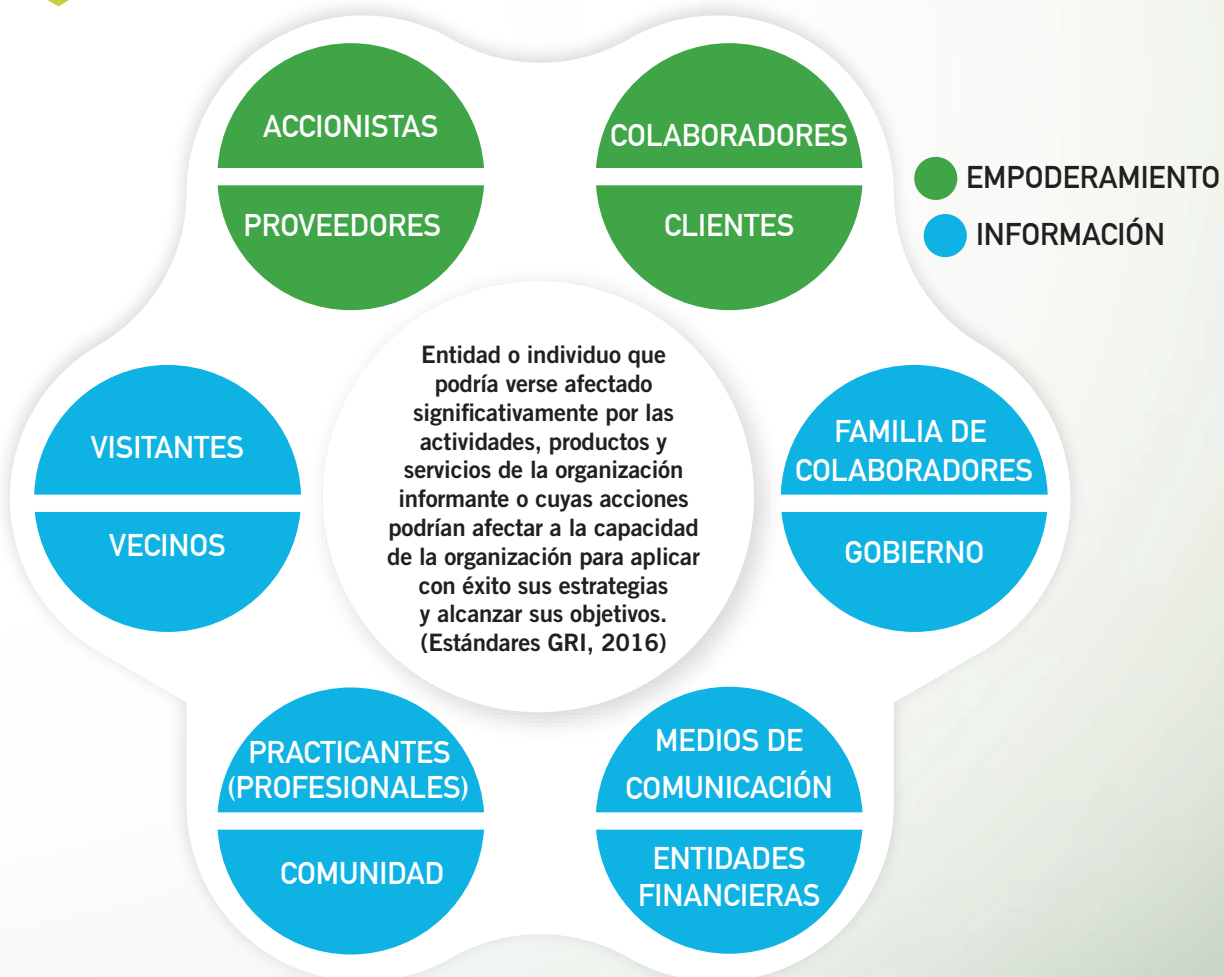 ACCIONISTAS
PROVEEDORES
COLABORADORES
CLIENTES
EMPODERAMIENTO
INFORMACIÓN
VISITANTES
VECINOS
Entidad o individuo que
podría verse afectado
significativamente por las
actividades, productos y
servicios de la organización
informante o cuyas acciones
podrían afectar a la capacidad
de la organización para aplicar
con éxito sus estrategias
y alcanzar sus objetivos.
(Estándares GRI, 2016)
FAMILIA DE
COLABORADORES
GOBIERNO
PRACTICANTES
(PROFESIONALES)
COMUNIDAD
MEDIOS DE
COMUNICACIÓN
ENTIDADES
FINANCIERAS